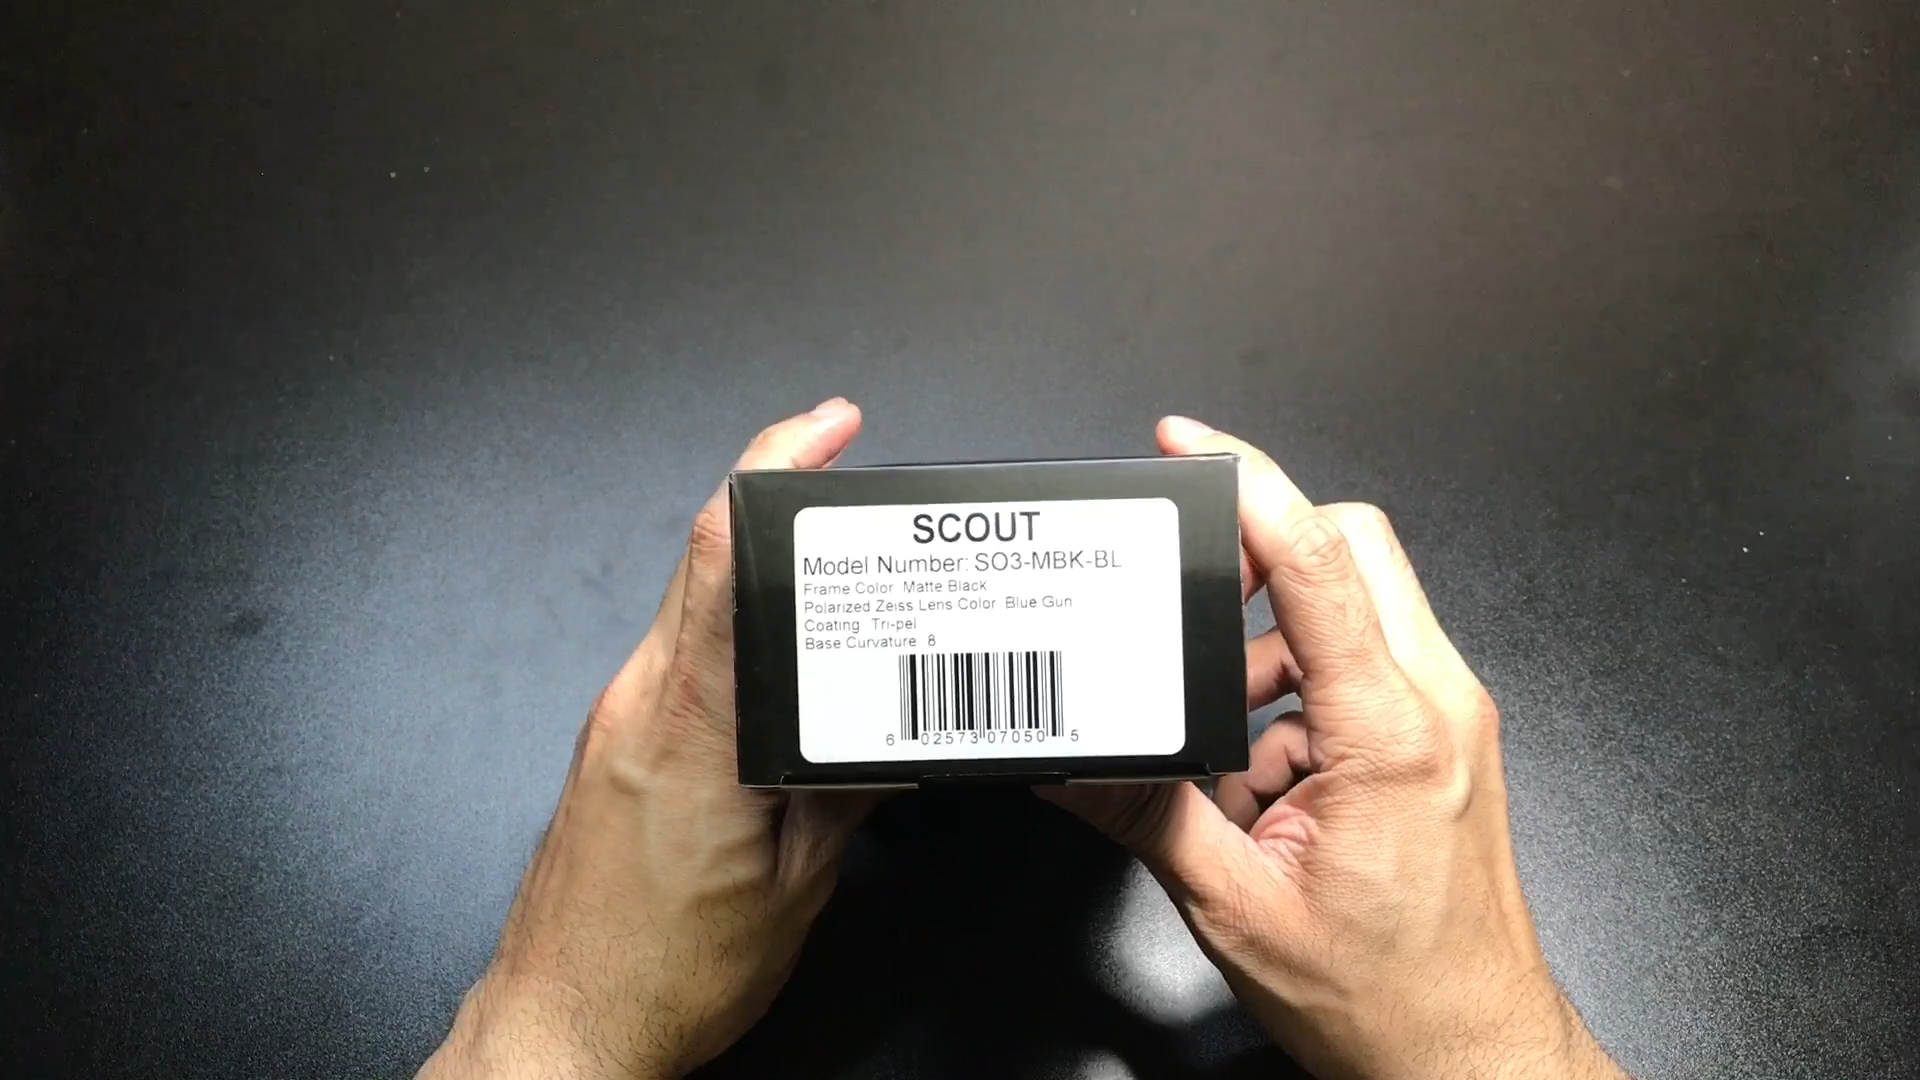 SCOUT
Model Number: SO3-MBK-BL
Frame Color Matte Black
Polarized Zeiss Lens Color Blue Gun
Coating Tri-pel
Base Curvature 8
6 02573 07050 5